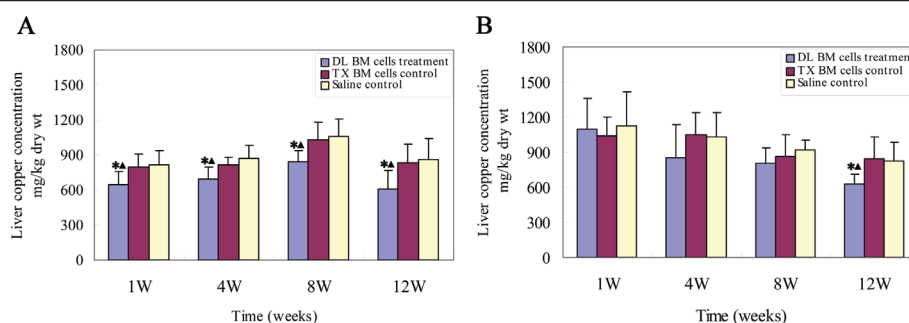 A
1800
1500
1200
900
600
300
0
Liver copper concentration
mg/kg dry wt
DL BM cells treatment
TX BM cells control
Saline control
*▲
*▲
*▲
*▲
1W 4W 8W 12W
Time (weeks)
B
1800
1500
1200
900
600
300
0
Liver copper concentration
mg/kg dry wt
DL BM cells treatment
TX BM cells control
Saline control
*▲
1W 4W 8W 12W
Time (weeks)